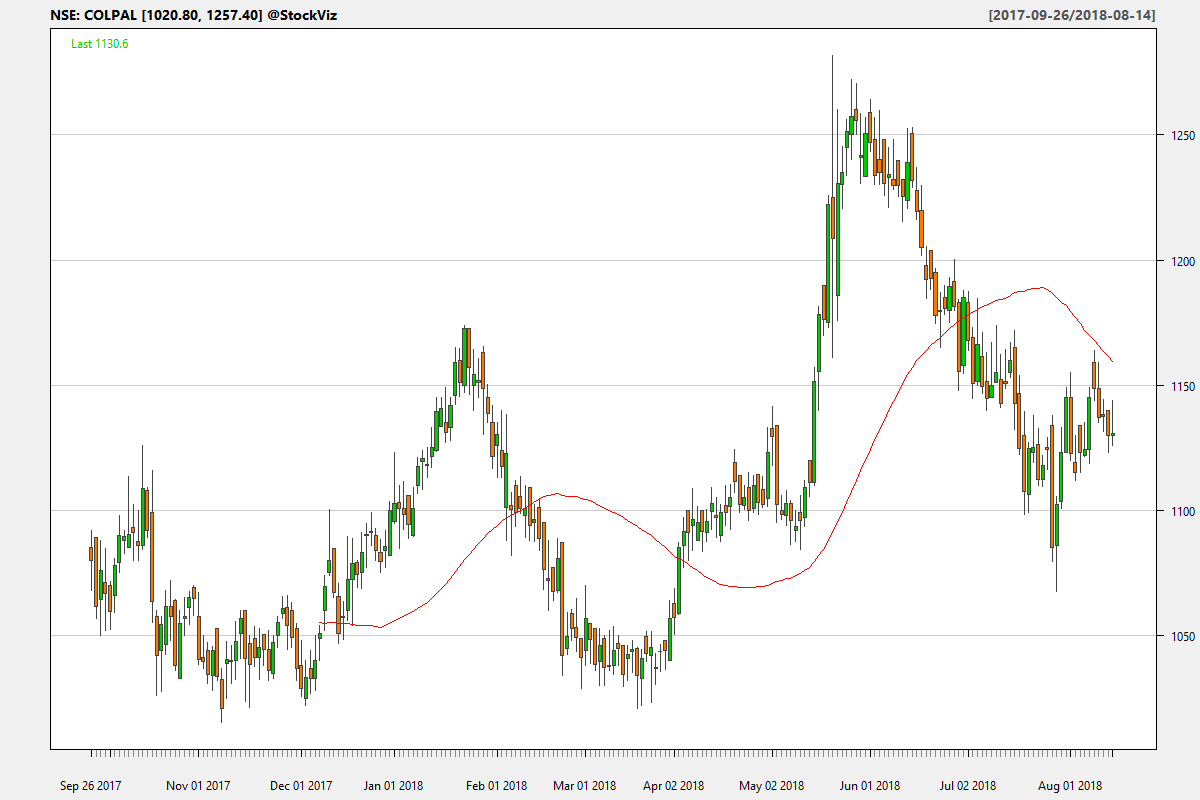 NSE: COLPAL [1020.80, 1257.40] @StockViz [2017-09-26/2018-08-14]
Last 1130.6
1250
1200
1150
1100
1050
Sep 26 2017 Nov 01 2017 Dec 01 2017 Jan 01 2018 Feb 01 2018 Mar 01 2018 Apr 02 2018 May 02 2018 Jun 01 2018 Jul 02 2018 Aug 01 2018